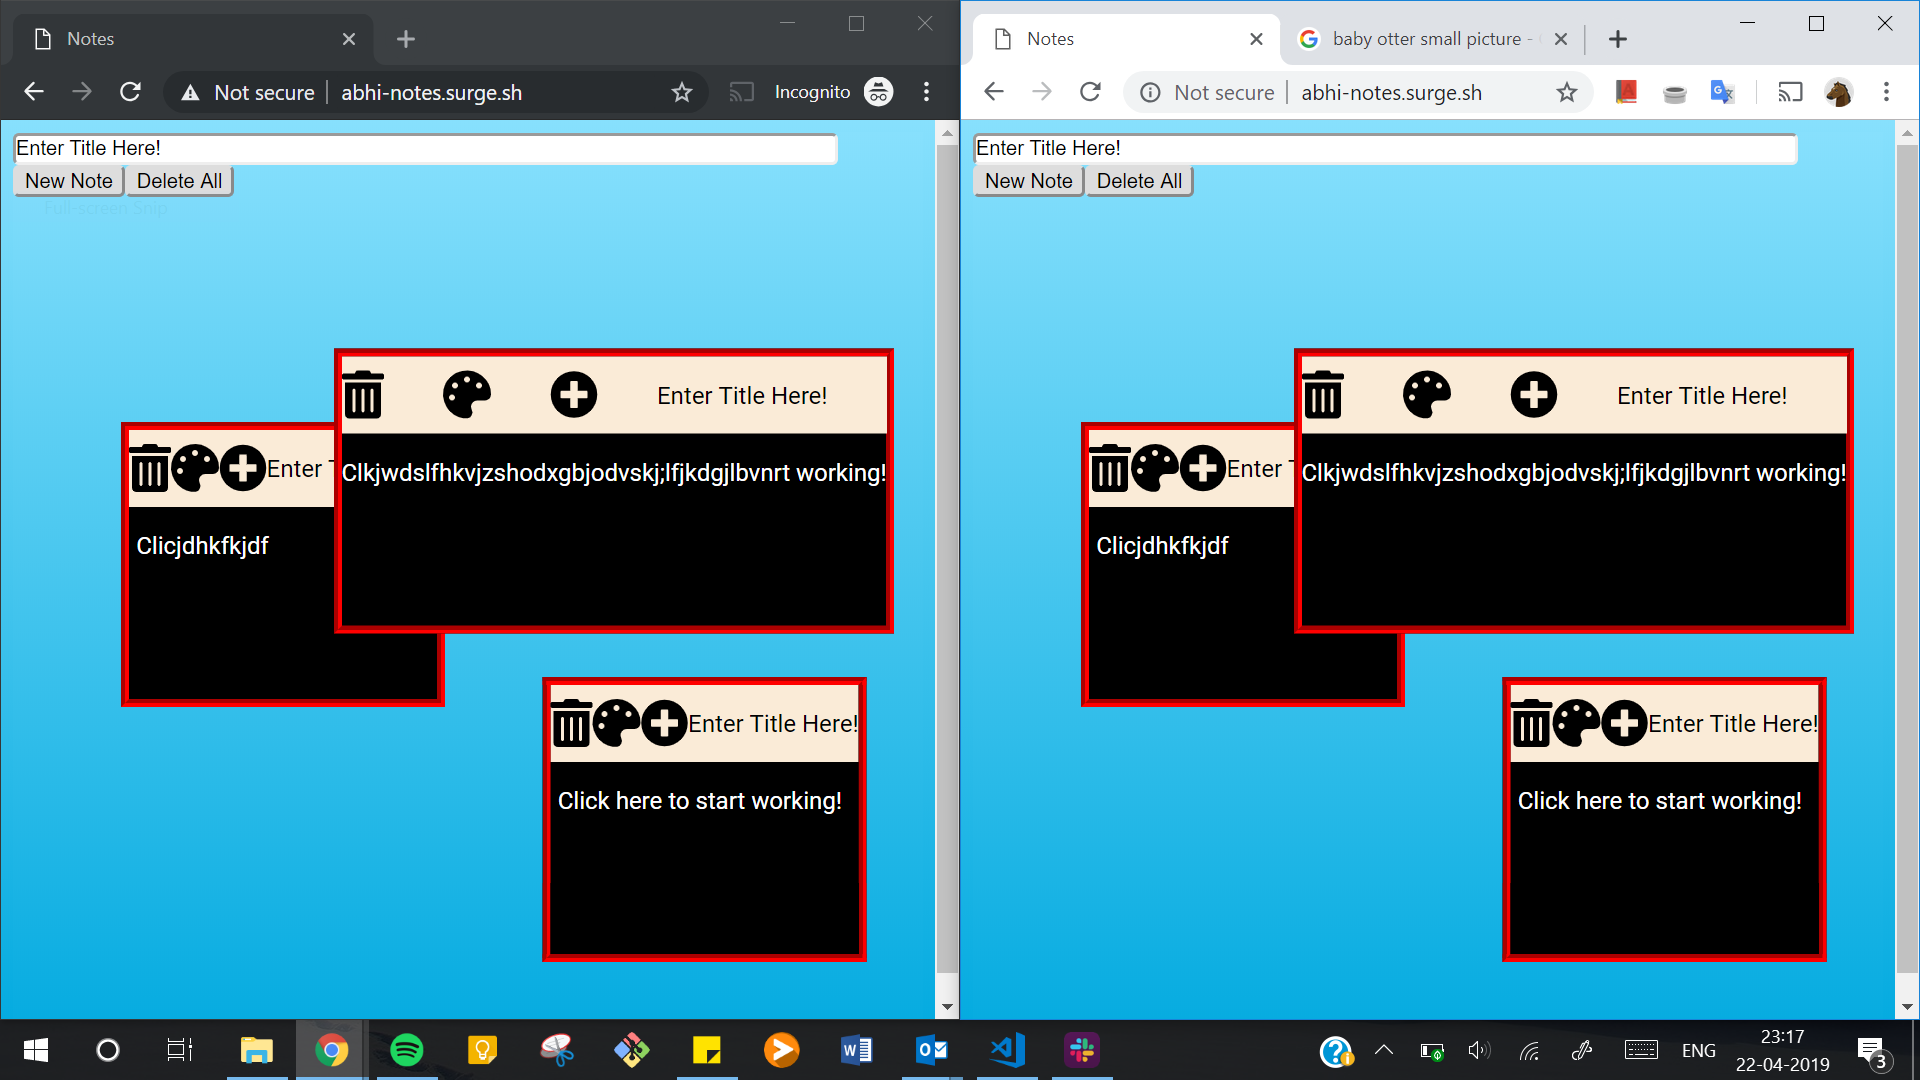 Notes
Not secure
abhi-notes.surge.sh
Incognito
Enter Title Here!
New Note
Delete All
Full-screen Snip
Enter Title Here!
Clkjwdslfhkvjzshodxgbjodvskj;lfjkdgjlbvnrt working!
Enter T
Clicjdhkfkjdf
Enter Title Here!
Click here to start working!
Notes
baby otter small picture -
Not secure
abhi-notes.surge.sh
Enter Title Here!
New Note
Delete All
Enter Title Here!
Clkjwdslfhkvjzshodxgbjodvskj;lfjkdgjlbvnrt working!
Enter T
Clicjdhkfkjdf
Enter Title Here!
Click here to start working!
ENG
23:17
22-04-2019
3